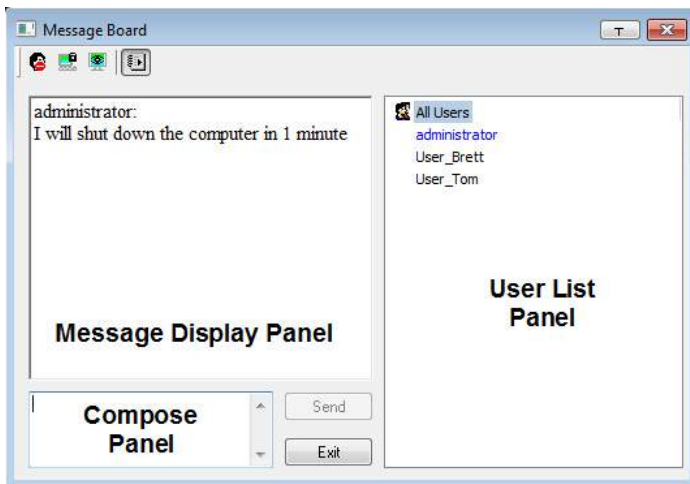 Message Board
administrator:
I will shut down the computer in 1 minute
Message Display Panel
Compose
Panel
Send
Exit
All Users
administrator
User_Brett
User_Tom
User List
Panel